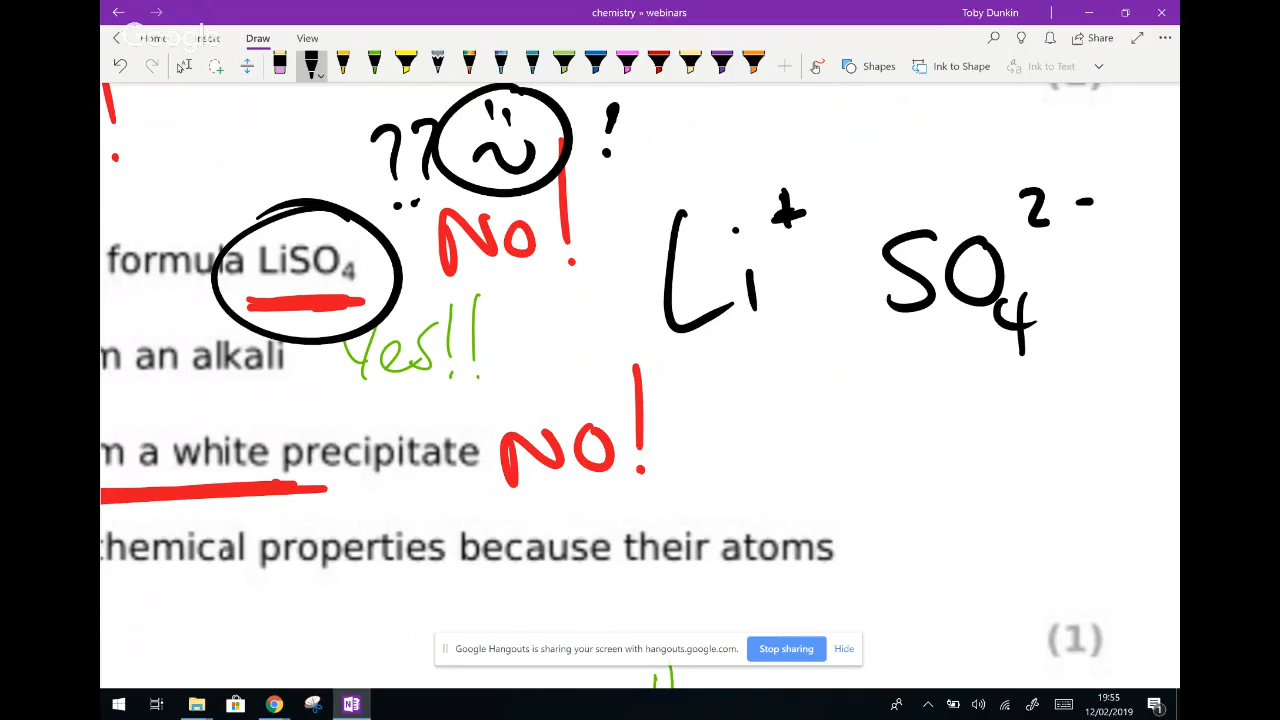 chemistry » webinars
Toby Dunkin
Google
Home Insert Draw View
Share
Shapes Ink to Shape Ink to Text
?? !
NO!
formula LiSO₄
Li⁺ SO₄²⁻
m an alkali
Yes!!
m a white precipitate NO!
chemical properties because their atoms
(1)
Google Hangouts is sharing your screen with hangouts.google.com. Stop sharing Hide
19:55
12/02/2019